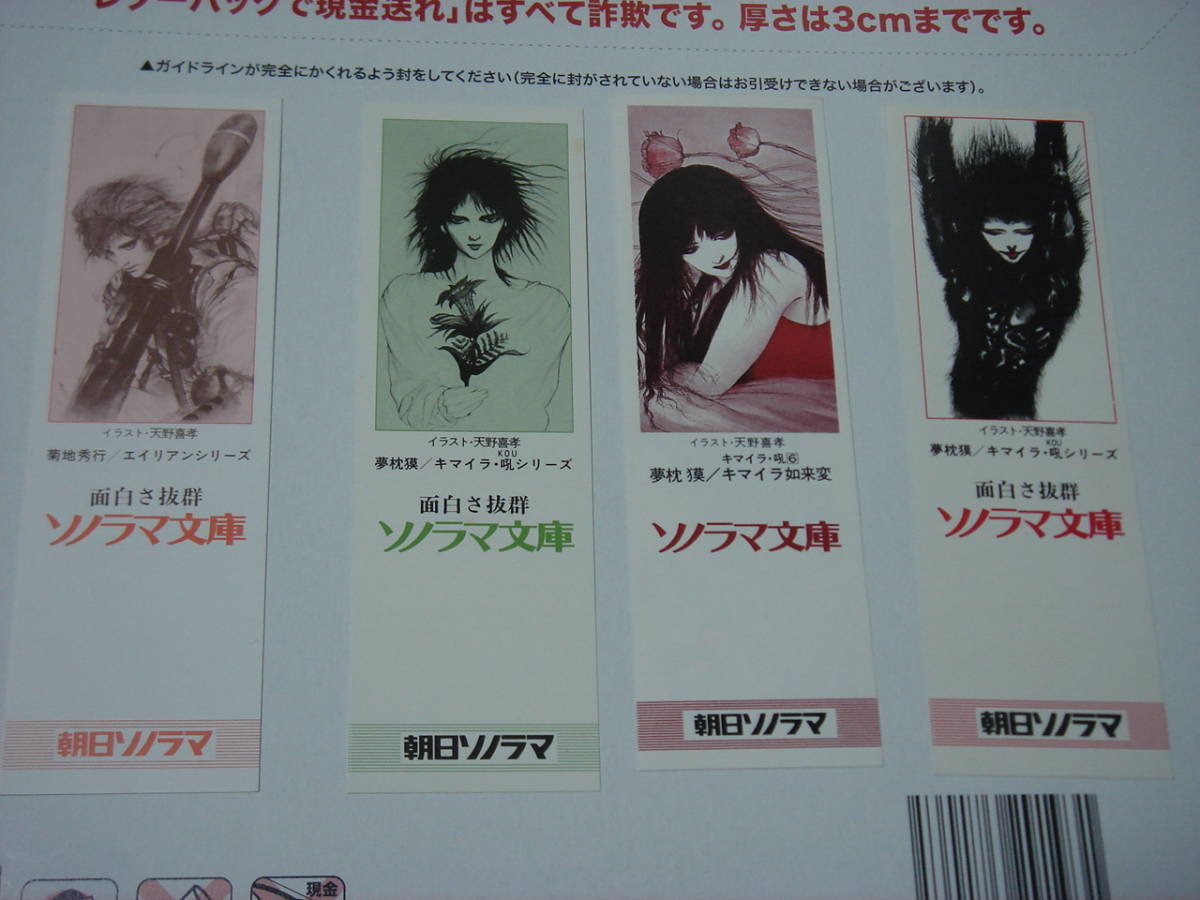 レターパックで現金送れ」はすべて詐欺です。厚さは3cmまでです。
▲ガイドラインが完全にかくれるよう封をしてください(完全に封がされていない場合はお引受けできない場合がございます)。
イラスト・天野喜孝
菊地秀行/エイリアンシリーズ
面白さ抜群
ソノラマ文庫
朝日ソノラマ
イラスト・天野喜孝
KOU
夢枕獏/キマイラ・吼シリーズ
面白さ抜群
ソノラマ文庫
朝日ソノラマ
イラスト・天野喜孝
キマイラ・吼⑥
夢枕 獏/キマイラ如来変
ソノラマ文庫
朝日ソノラマ
イラスト・天野喜孝
KOU
夢枕獏/キマイラ・吼シリーズ
面白さ抜群
ソノラマ文庫
朝日ソノラマ
現金